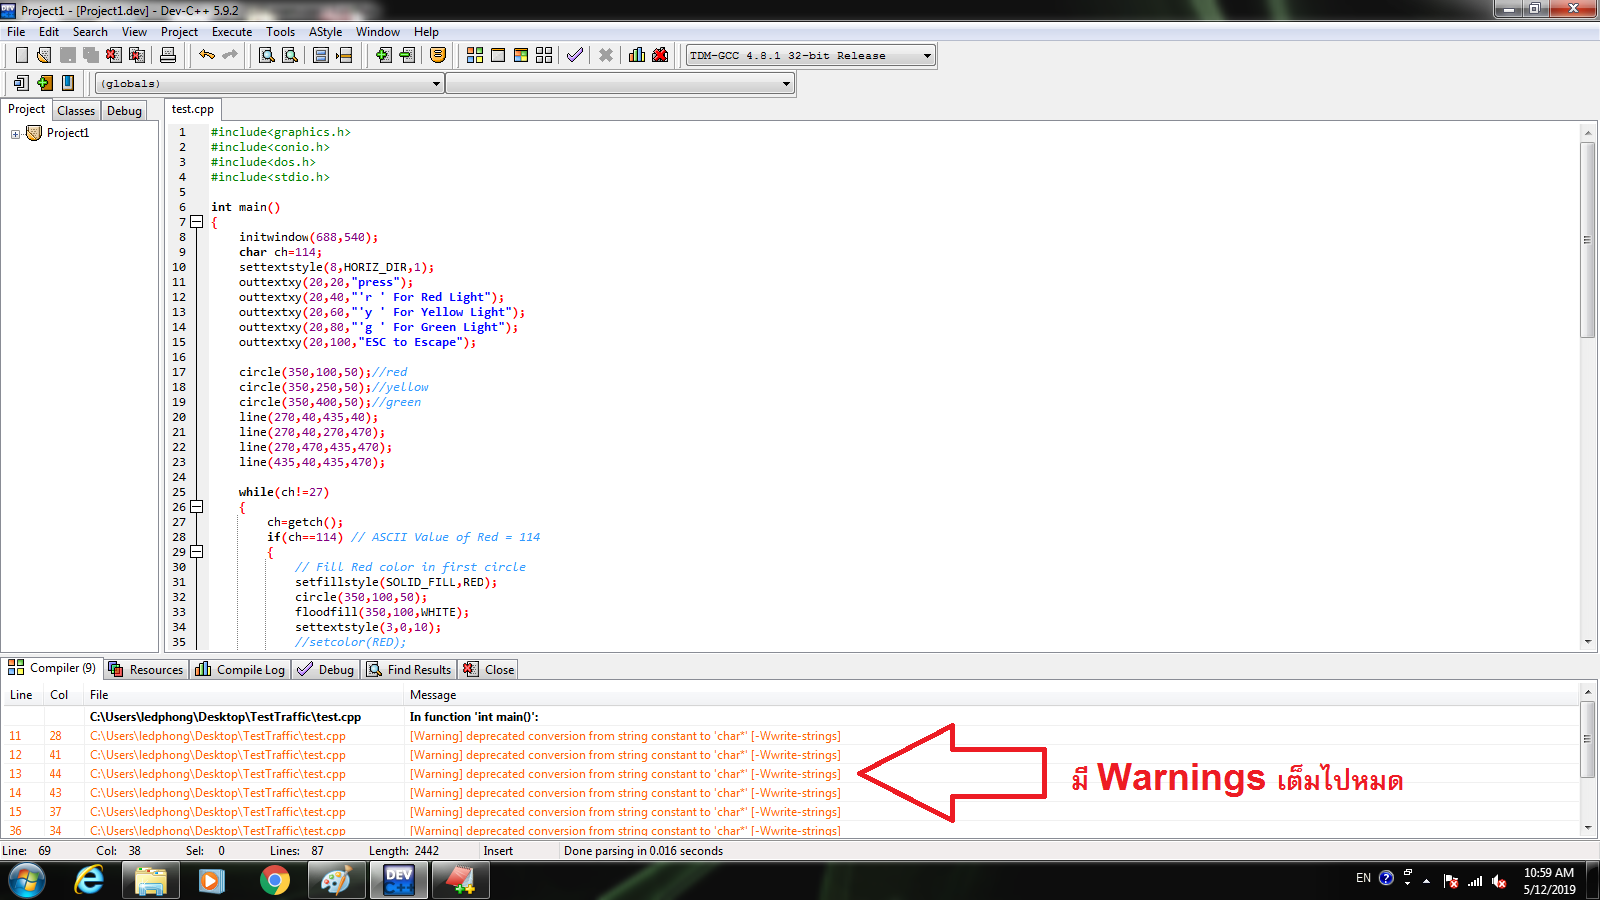 Project1 - [Project1.dev] - Dev-C++ 5.9.2
File Edit Search View Project Execute Tools AStyle Window Help
TDM-GCC 4.8.1 32-bit Release
(globals)
Project Classes Debug
Project1
test.cpp
1 #include<graphics.h>
2 #include<conio.h>
3 #include<dos.h>
4 #include<stdio.h>
5
6 int main()
7 {
8 initwindow(688,540);
9 char ch=114;
10 settextstyle(8,HORIZ_DIR,1);
11 outtextxy(20,20,"press");
12 outtextxy(20,40,"'r ' For Red Light");
13 outtextxy(20,60,"'y ' For Yellow Light");
14 outtextxy(20,80,"'g ' For Green Light");
15 outtextxy(20,100,"ESC to Escape");
16
17 circle(350,100,50);//red
18 circle(350,250,50);//yellow
19 circle(350,400,50);//green
20 line(270,40,435,40);
21 line(270,40,270,470);
22 line(270,470,435,470);
23 line(435,40,435,470);
24
25 while(ch!=27)
26 {
27 ch=getch();
28 if(ch==114) // ASCII Value of Red = 114
29 {
30 // Fill Red color in first circle
31 setfillstyle(SOLID_FILL,RED);
32 circle(350,100,50);
33 floodfill(350,100,WHITE);
34 settextstyle(3,0,10);
35 //setcolor(RED);
Compiler (9) Resources Compile Log Debug Find Results Close
Line Col File Message
C:\Users\ledphong\Desktop\TestTraffic\test.cpp In function 'int main()':
11 28 C:\Users\ledphong\Desktop\TestTraffic\test.cpp [Warning] deprecated conversion from string constant to 'char*' [-Wwrite-strings]
12 41 C:\Users\ledphong\Desktop\TestTraffic\test.cpp [Warning] deprecated conversion from string constant to 'char*' [-Wwrite-strings]
13 44 C:\Users\ledphong\Desktop\TestTraffic\test.cpp [Warning] deprecated conversion from string constant to 'char*' [-Wwrite-strings]
14 43 C:\Users\ledphong\Desktop\TestTraffic\test.cpp [Warning] deprecated conversion from string constant to 'char*' [-Wwrite-strings]
15 37 C:\Users\ledphong\Desktop\TestTraffic\test.cpp [Warning] deprecated conversion from string constant to 'char*' [-Wwrite-strings]
36 34 C:\Users\ledphong\Desktop\TestTraffic\test.cpp [Warning] deprecated conversion from string constant to 'char*' [-Wwrite-strings]
มี Warnings เต็มไปหมด
Line: 69 Col: 38 Sel: 0 Lines: 87 Length: 2442 Insert Done parsing in 0.016 seconds
DEV C++
EN 10:59 AM
5/12/2019